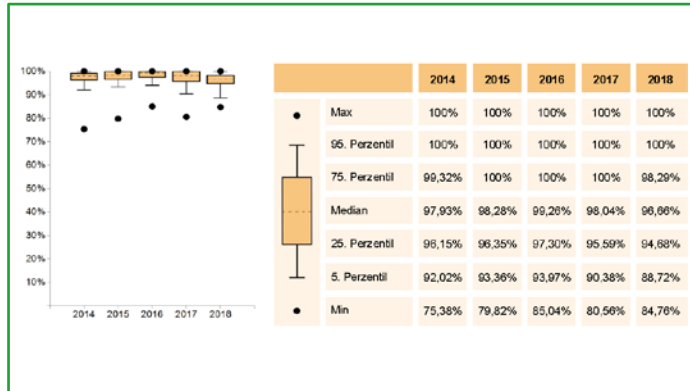 100%
90%
80%
70%
60%
50%
40%
30%
20%
10%
2014 2015 2016 2017 2018
2014 2015 2016 2017 2018
Max 100% 100% 100% 100% 100%
95. Perzentil 100% 100% 100% 100% 100%
75. Perzentil 99,32% 100% 100% 100% 98,29%
Median 97,93% 98,28% 99,26% 98,04% 96,66%
25. Perzentil 96,15% 96,35% 97,30% 95,59% 94,68%
5. Perzentil 92,02% 93,36% 93,97% 90,38% 88,72%
Min 75,38% 79,82% 85,04% 80,56% 84,76%